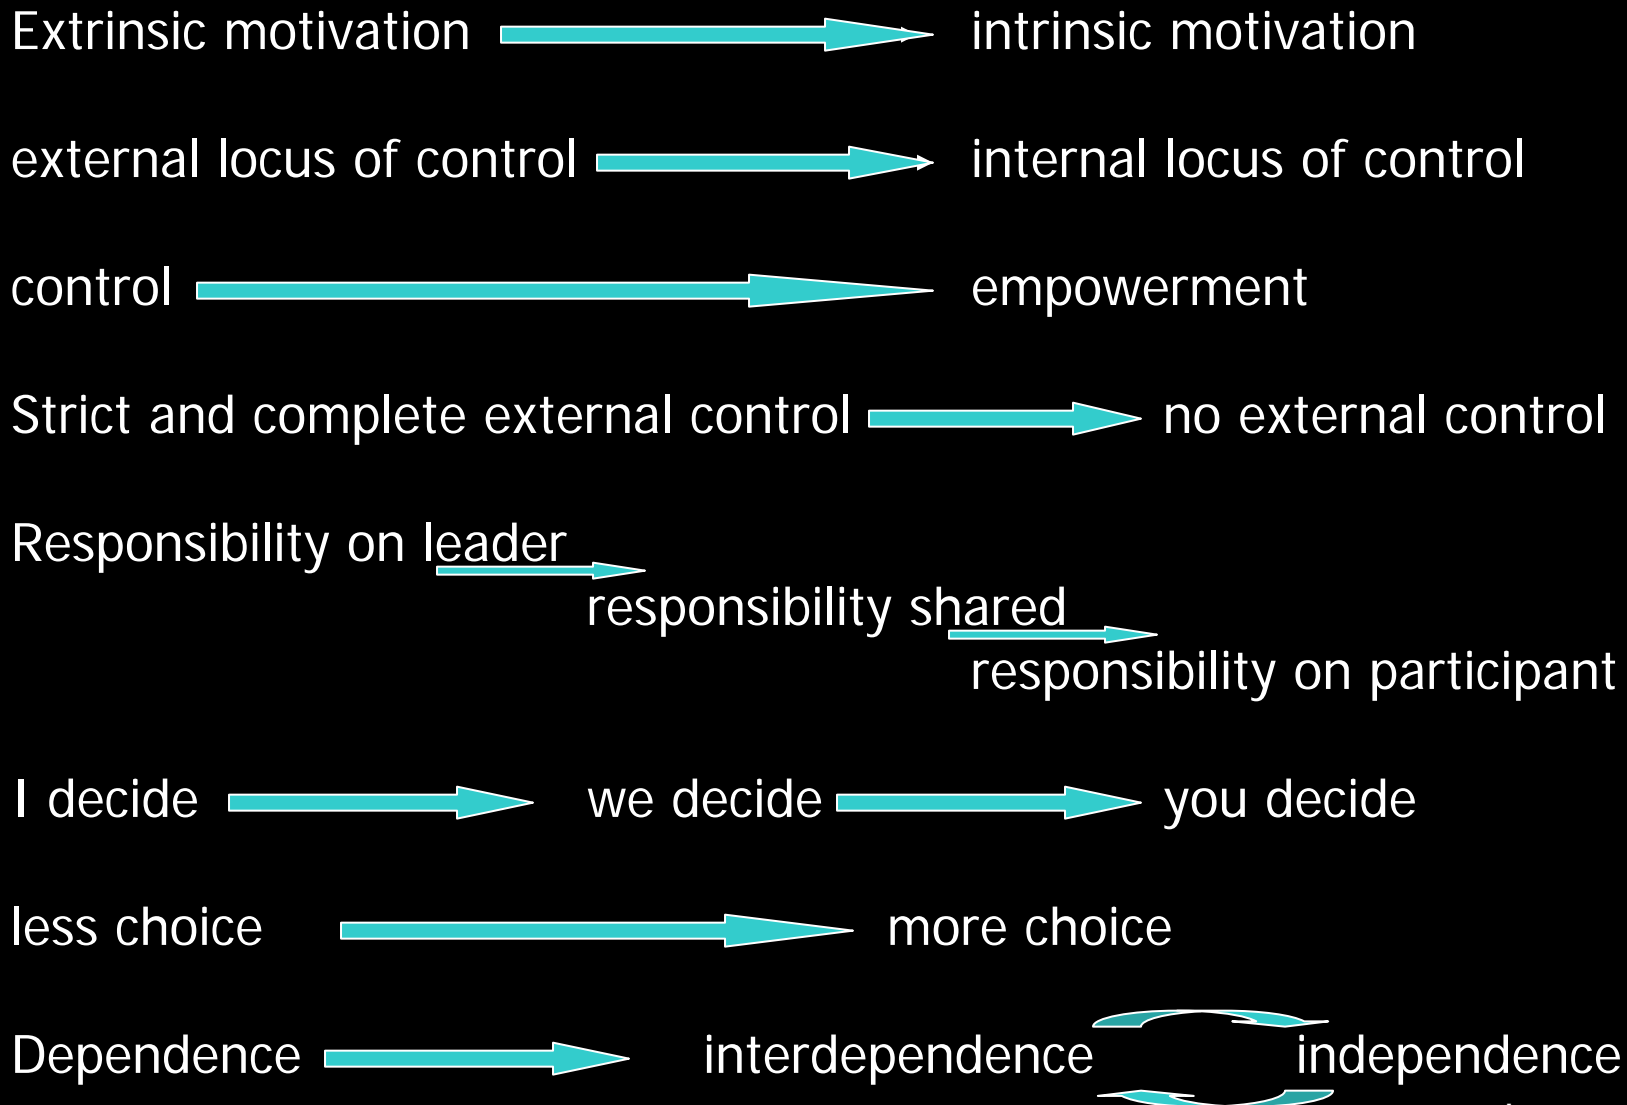 Extrinsic motivation intrinsic motivation
external locus of control internal locus of control
control empowerment
Strict and complete external control no external control
Responsibility on leader
responsibility shared
responsibility on participant
I decide we decide you decide
less choice more choice
Dependence interdependence independence